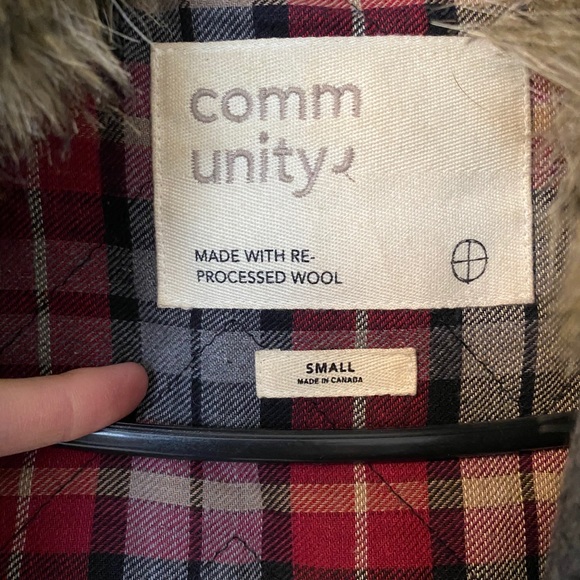 comm
unity
MADE WITH RE-
PROCESSED WOOL
SMALL
MADE IN CANADA